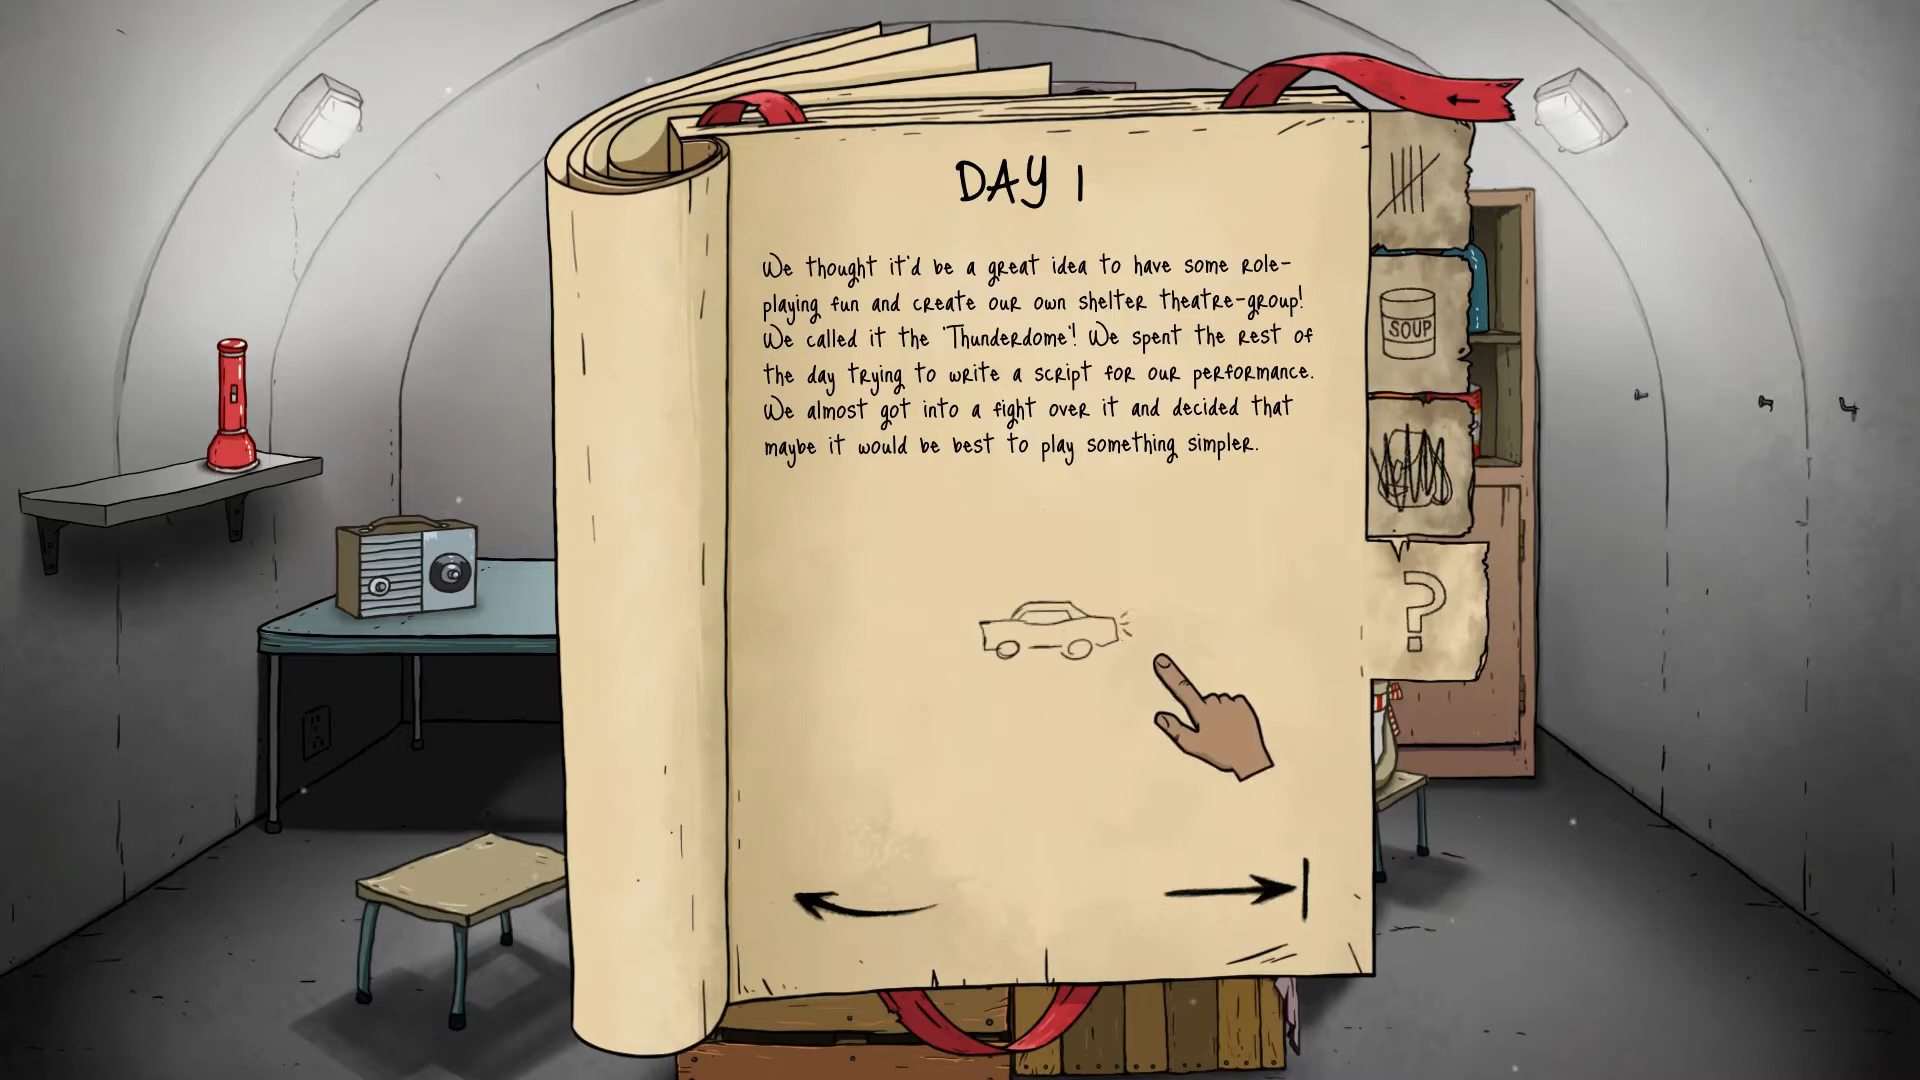 DAY 1
We thought it'd be a great idea to have some role-
playing fun and create our own shelter theatre-group!
We called it the 'Thunderdome'! We spent the rest of
the day trying to write a script for our performance.
We almost got into a fight over it and decided that
maybe it would be best to play something simpler.
SOUP
?